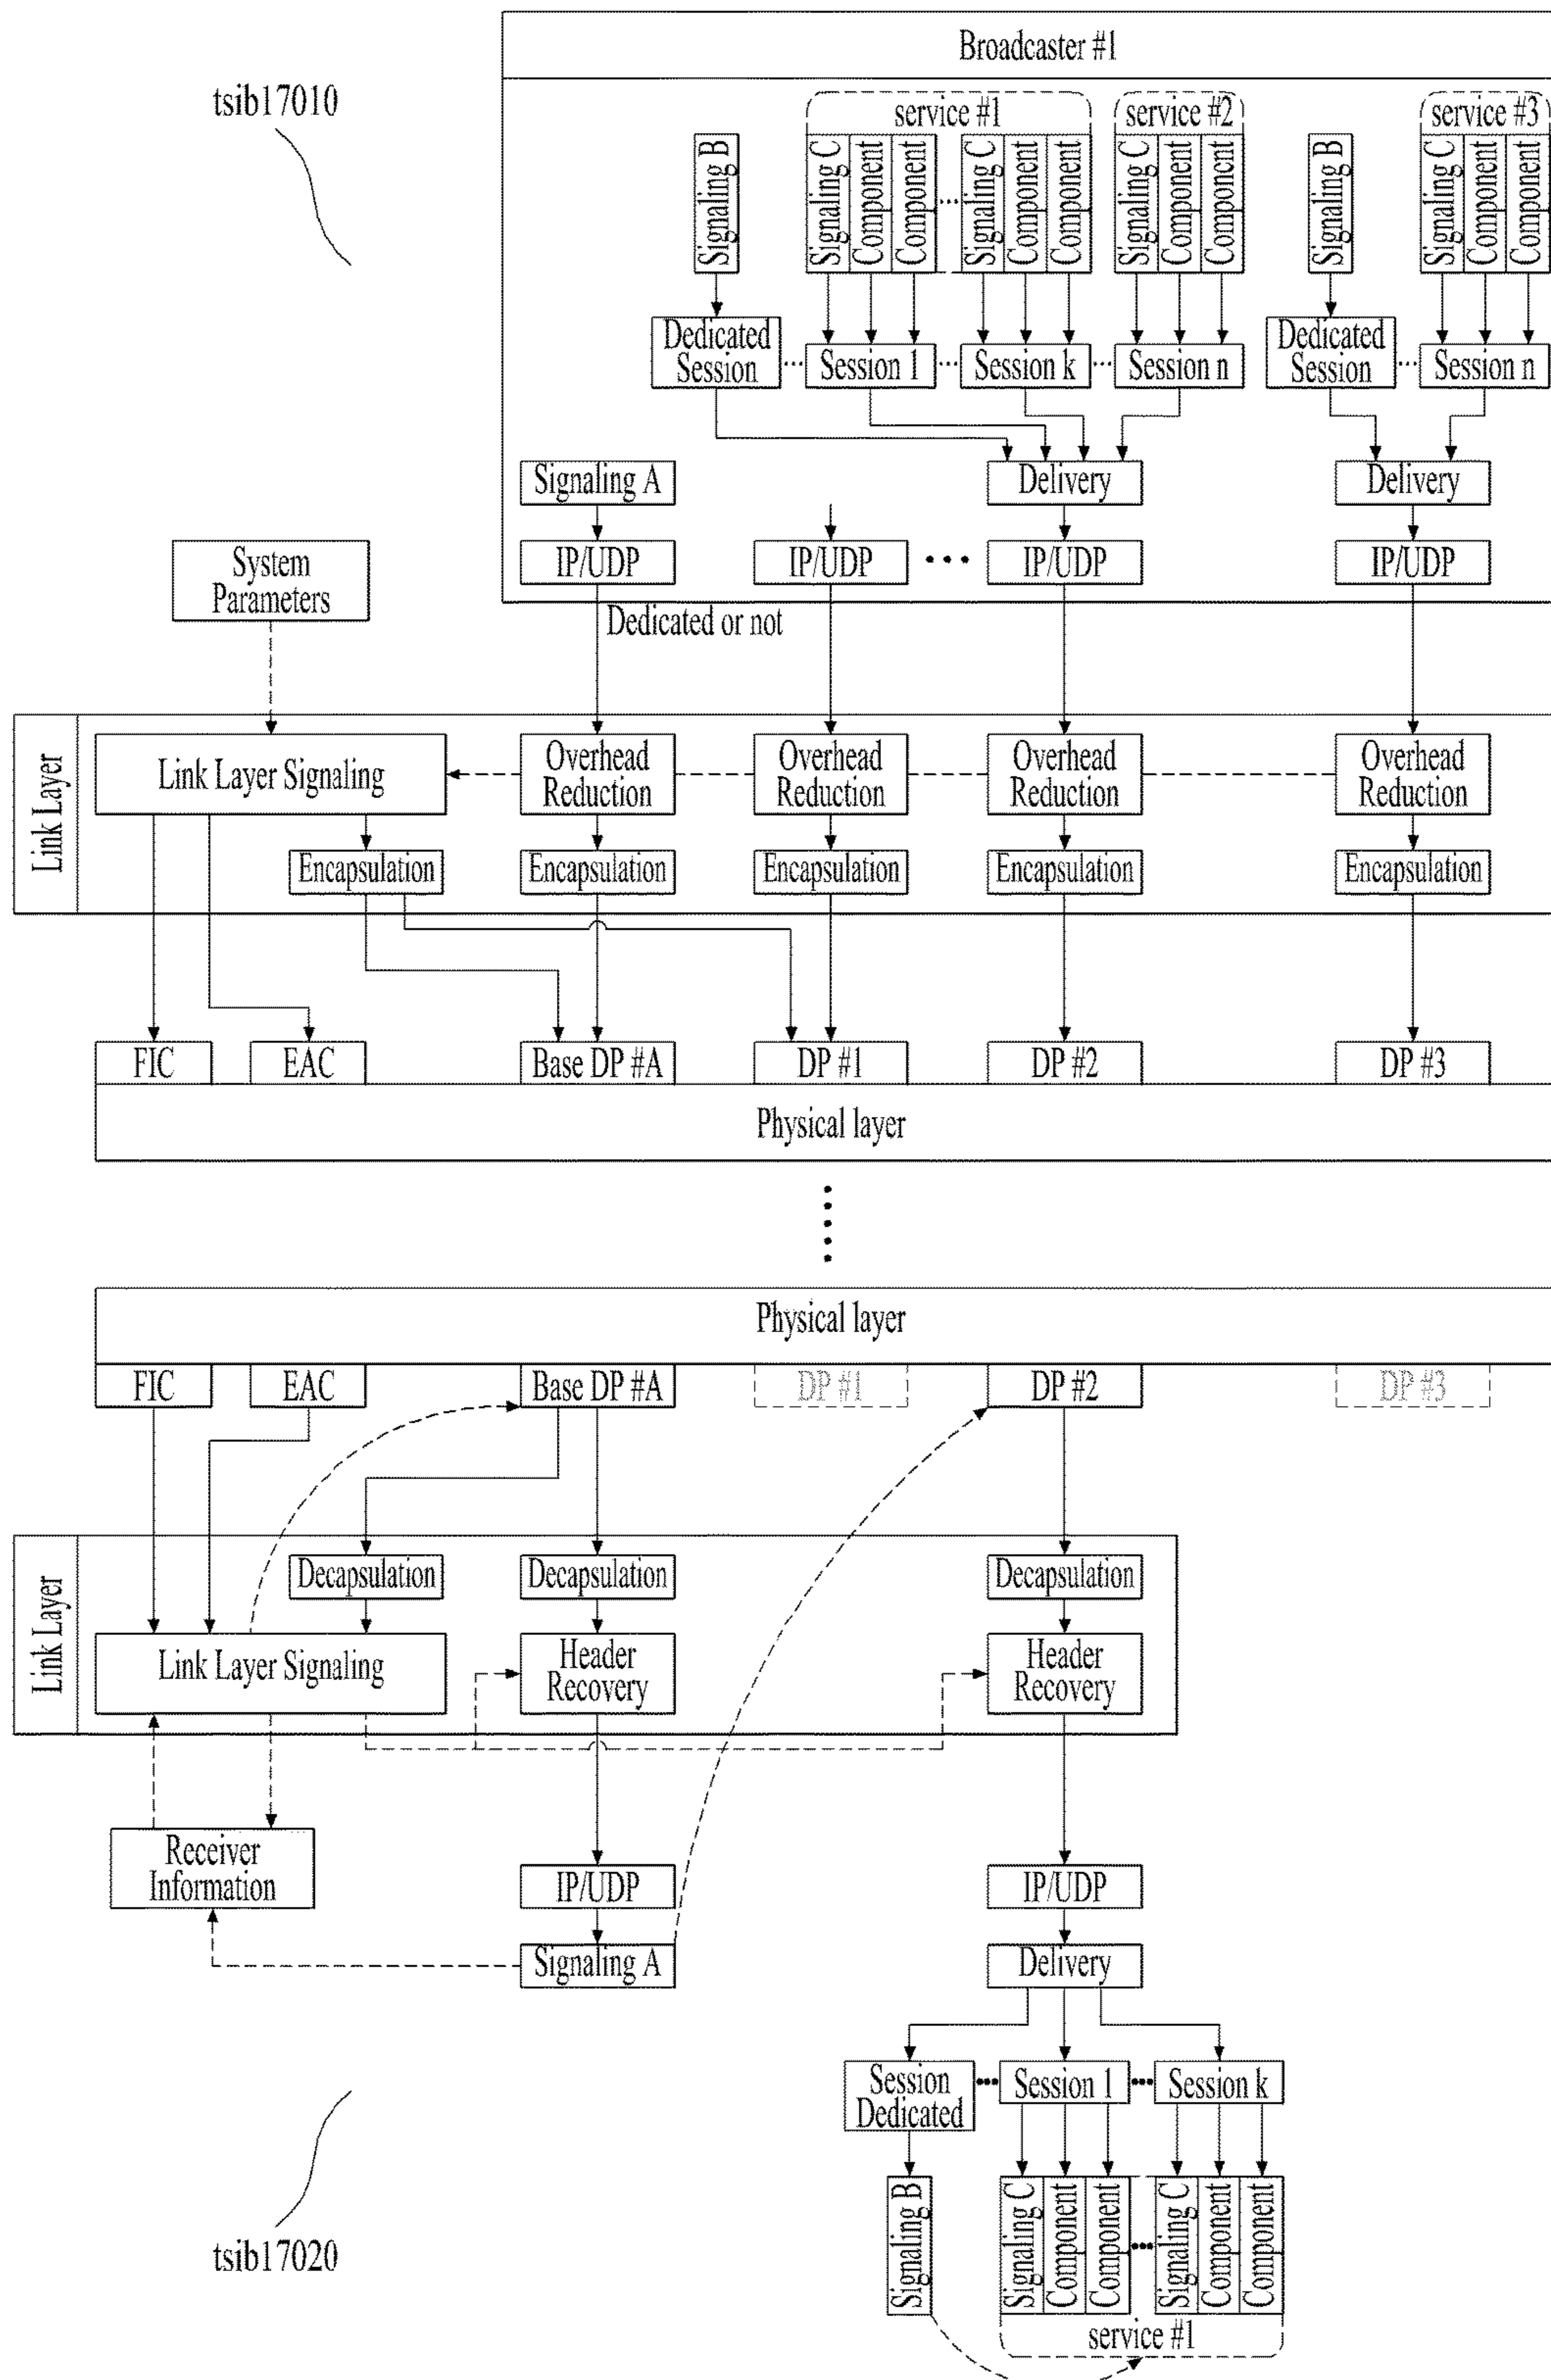 Broadcaster #1
tsib17010
service #1
service #2
service #3
Signaling B
Signaling C
Component
Component
...
Signaling C
Component
Component
Signaling C
Component
Component
Signaling B
Signaling C
Component
Component
Dedicated
Session
...
Session 1
...
Session k
...
Session n
Dedicated
Session
...
Session n
Signaling A
Delivery
Delivery
System
Parameters
IP/UDP
IP/UDP
...
IP/UDP
IP/UDP
Dedicated or not
Link Layer
Link Layer Signaling
Overhead
Reduction
Overhead
Reduction
Overhead
Reduction
Overhead
Reduction
Encapsulation
Encapsulation
Encapsulation
Encapsulation
Encapsulation
FIC
EAC
Base DP #A
DP #1
DP #2
DP #3
Physical layer
Physical layer
FIC
EAC
Base DP #A
DP #1
DP #2
DP #3
Link Layer
Decapsulation
Decapsulation
Decapsulation
Link Layer Signaling
Header
Recovery
Header
Recovery
Receiver
Information
IP/UDP
IP/UDP
Signaling A
Delivery
Session
Dedicated
...
Session 1
...
Session k
Signaling B
Signaling C
Component
Component
...
Signaling C
Component
Component
service #1
tsib17020